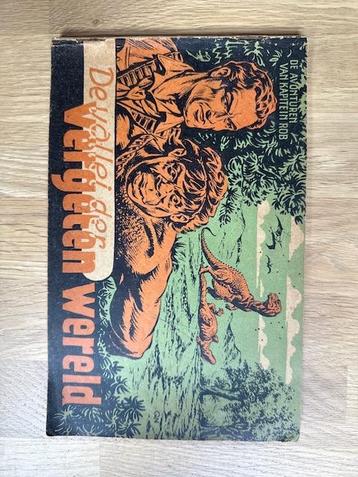 DE AVONTUREN
VAN KAPITEIN ROB
De vallei der
vergeten wereld